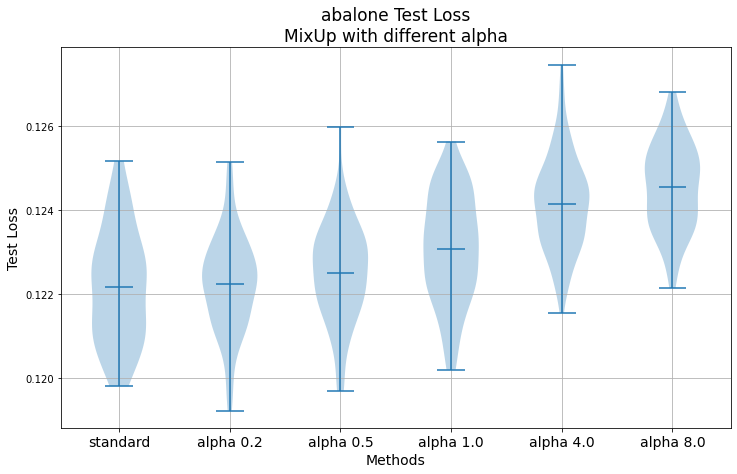 abalone Test Loss
MixUp with different alpha
Test Loss
0.126
0.124
0.122
0.120
standard
alpha 0.2
alpha 0.5
alpha 1.0
alpha 4.0
alpha 8.0
Methods